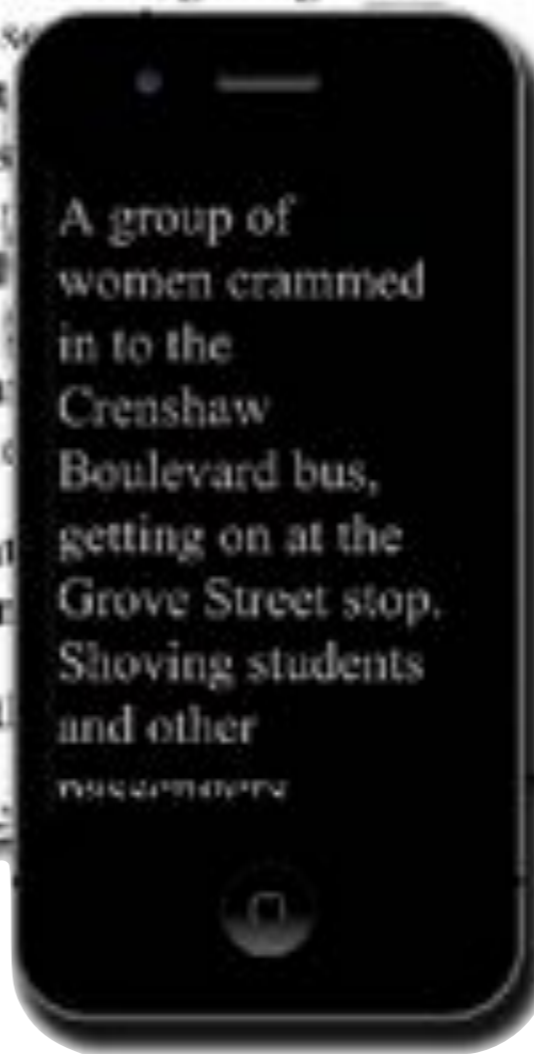 A group of
women crammed
in to the
Crenshaw
Boulevard bus,
getting on at the
Grove Street stop.
Shoving students
and other
passengers